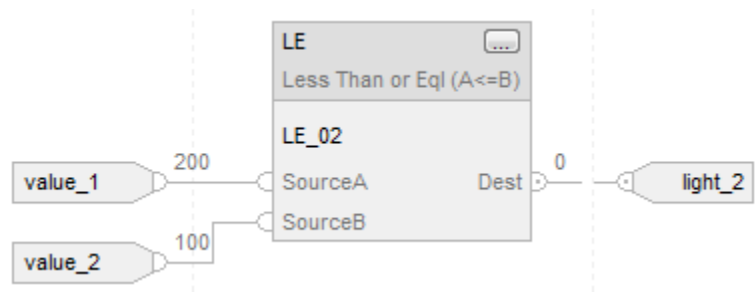 LE ...
Less Than or Eql (A<=B)
LE_02
value_1 200 SourceA Dest 0 light_2
SourceB
value_2 100